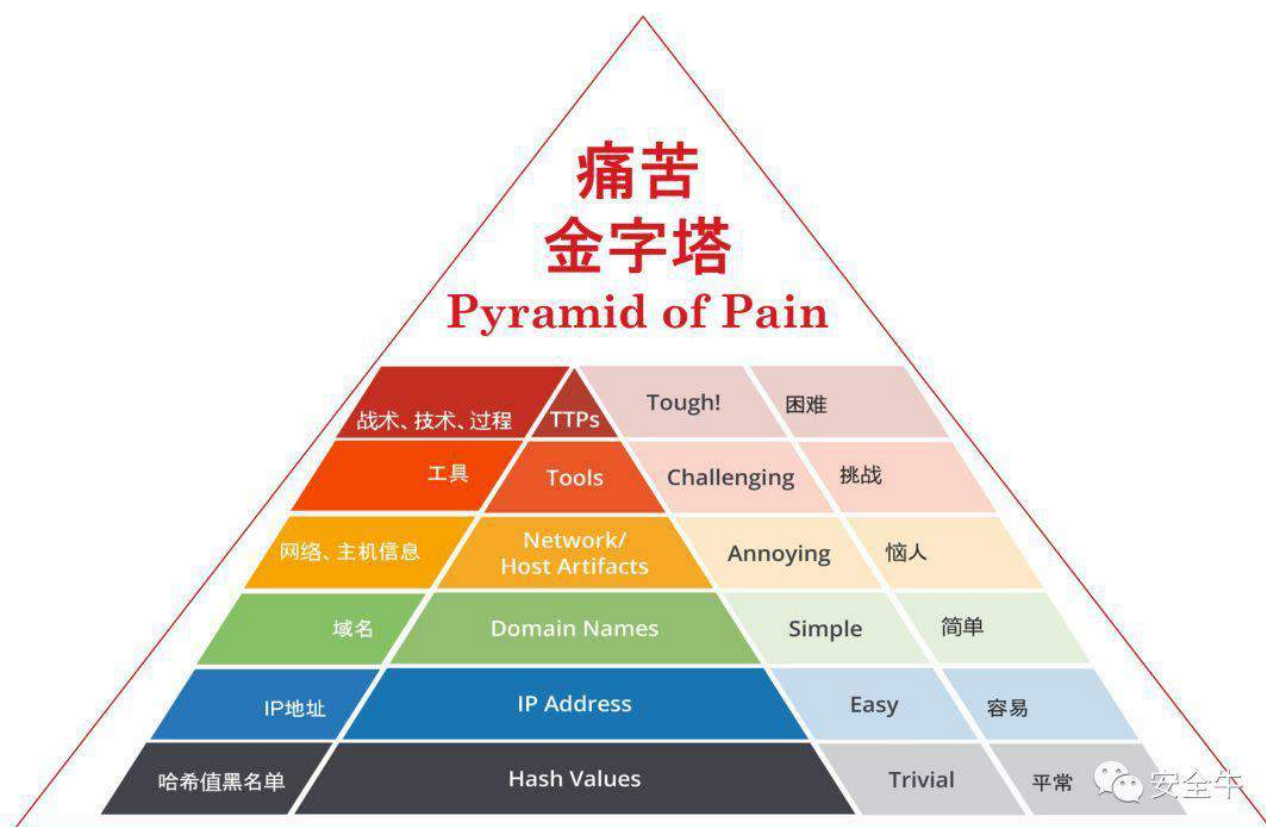 痛苦
金字塔
Pyramid of Pain
战术、技术、过程 TTPs Tough! 困难
工具 Tools Challenging 挑战
网络、主机信息 Network/ Host Artifacts Annoying 恼人
域名 Domain Names Simple 简单
IP地址 IP Address Easy 容易
哈希值黑名单 Hash Values Trivial 平常
安全牛